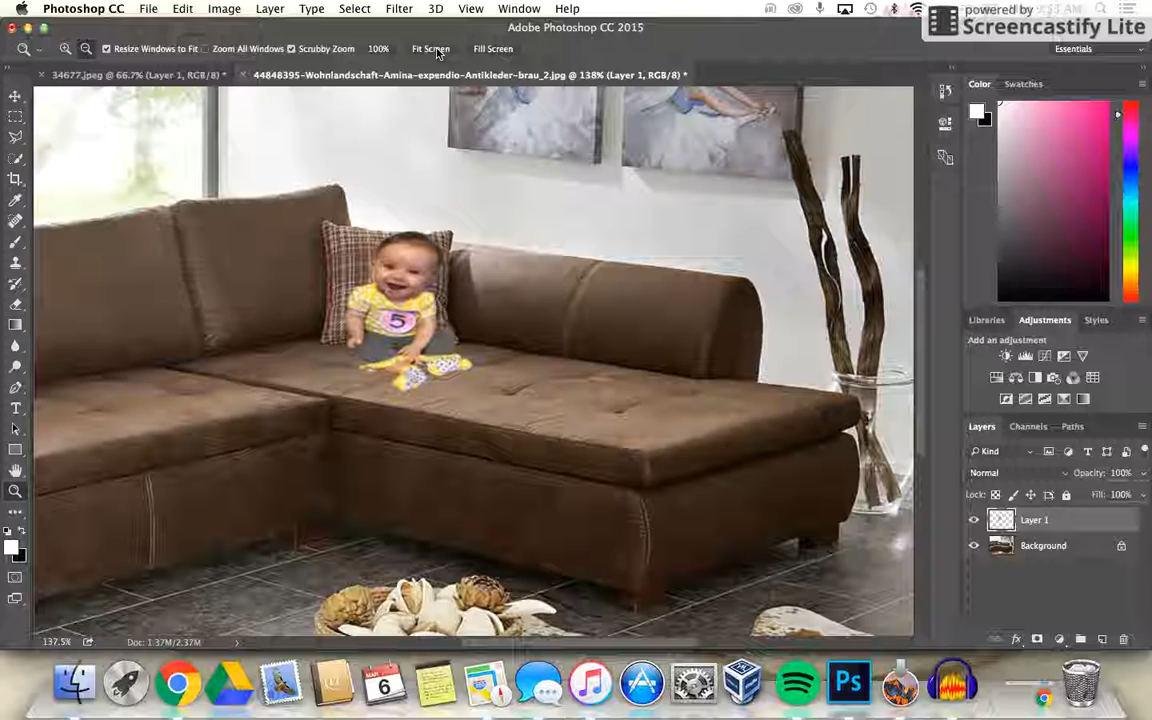 Photoshop CC File Edit Image Layer Type Select Filter 3D View Window Help
powered by
Screencastify Lite
Adobe Photoshop CC 2015
Resize Windows to Fit Zoom All Windows Scrubby Zoom 100% Fit Screen Fill Screen Essentials
34677.jpeg @ 66.7% (Layer 1, RGB/8) * 44848395-Wohnlandschaft-Amina-expendio-Antikleder-brau_2.jpg @ 138% (Layer 1, RGB/8) *
Color Swatches
5
Libraries Adjustments Styles
Add an adjustment
Layers Channels Paths
Kind
Normal Opacity: 100%
Lock: Fill: 100%
Layer 1
Background
137.5% Doc: 1.37M/2.37M
MAR
6
Ps